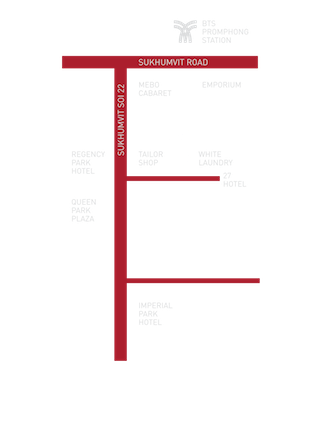 BTS
PROMPHONG
STATION
SUKHUMVIT ROAD
SUKHUMVIT SOI 22
MEBO
CABARET
EMPORIUM
REGENCY
PARK
HOTEL
TAILOR
SHOP
WHITE
LAUNDRY
22
HOTEL
QUEEN
PARK
PLAZA
IMPERIAL
PARK
HOTEL